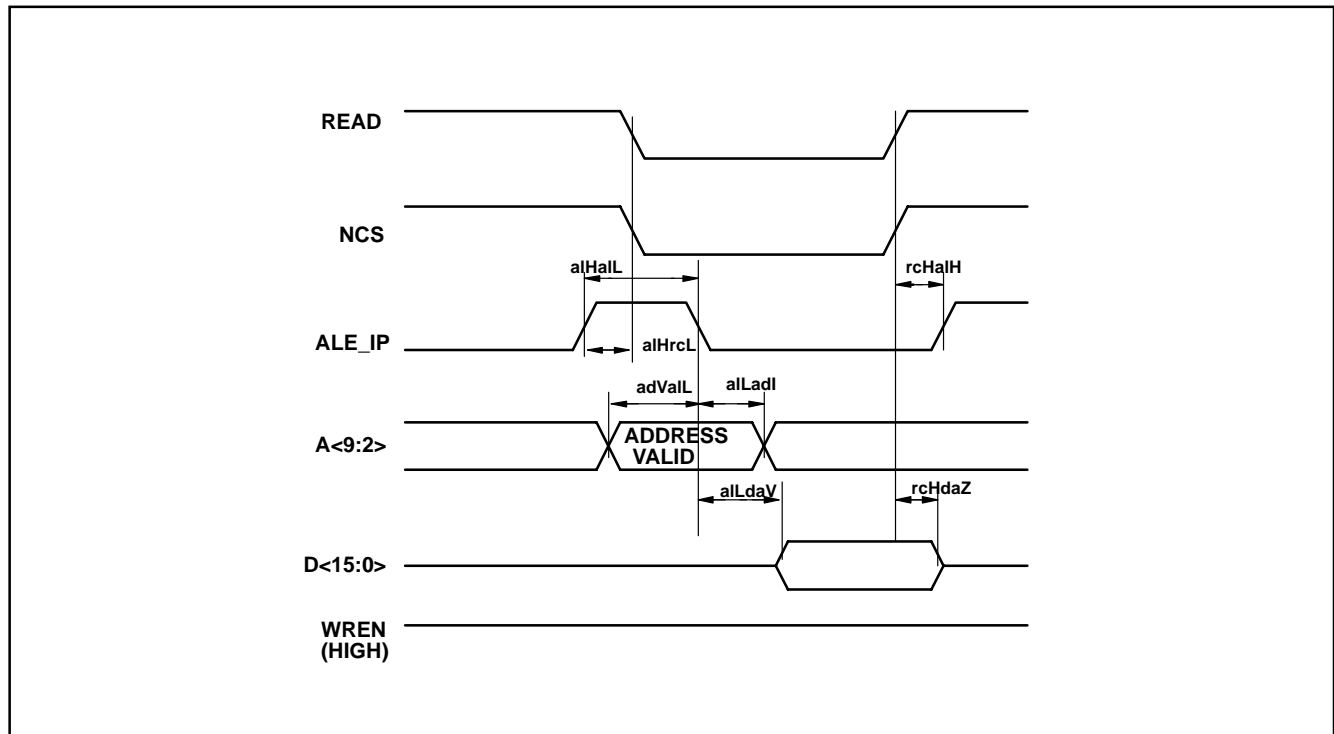 READ
NCS
alHalL
rcHalH
ALE_IP
alHrcL
adValL
alLadI
A<9:2>
ADDRESS
VALID
alLdaV
rcHdaZ
D<15:0>
WREN
(HIGH)